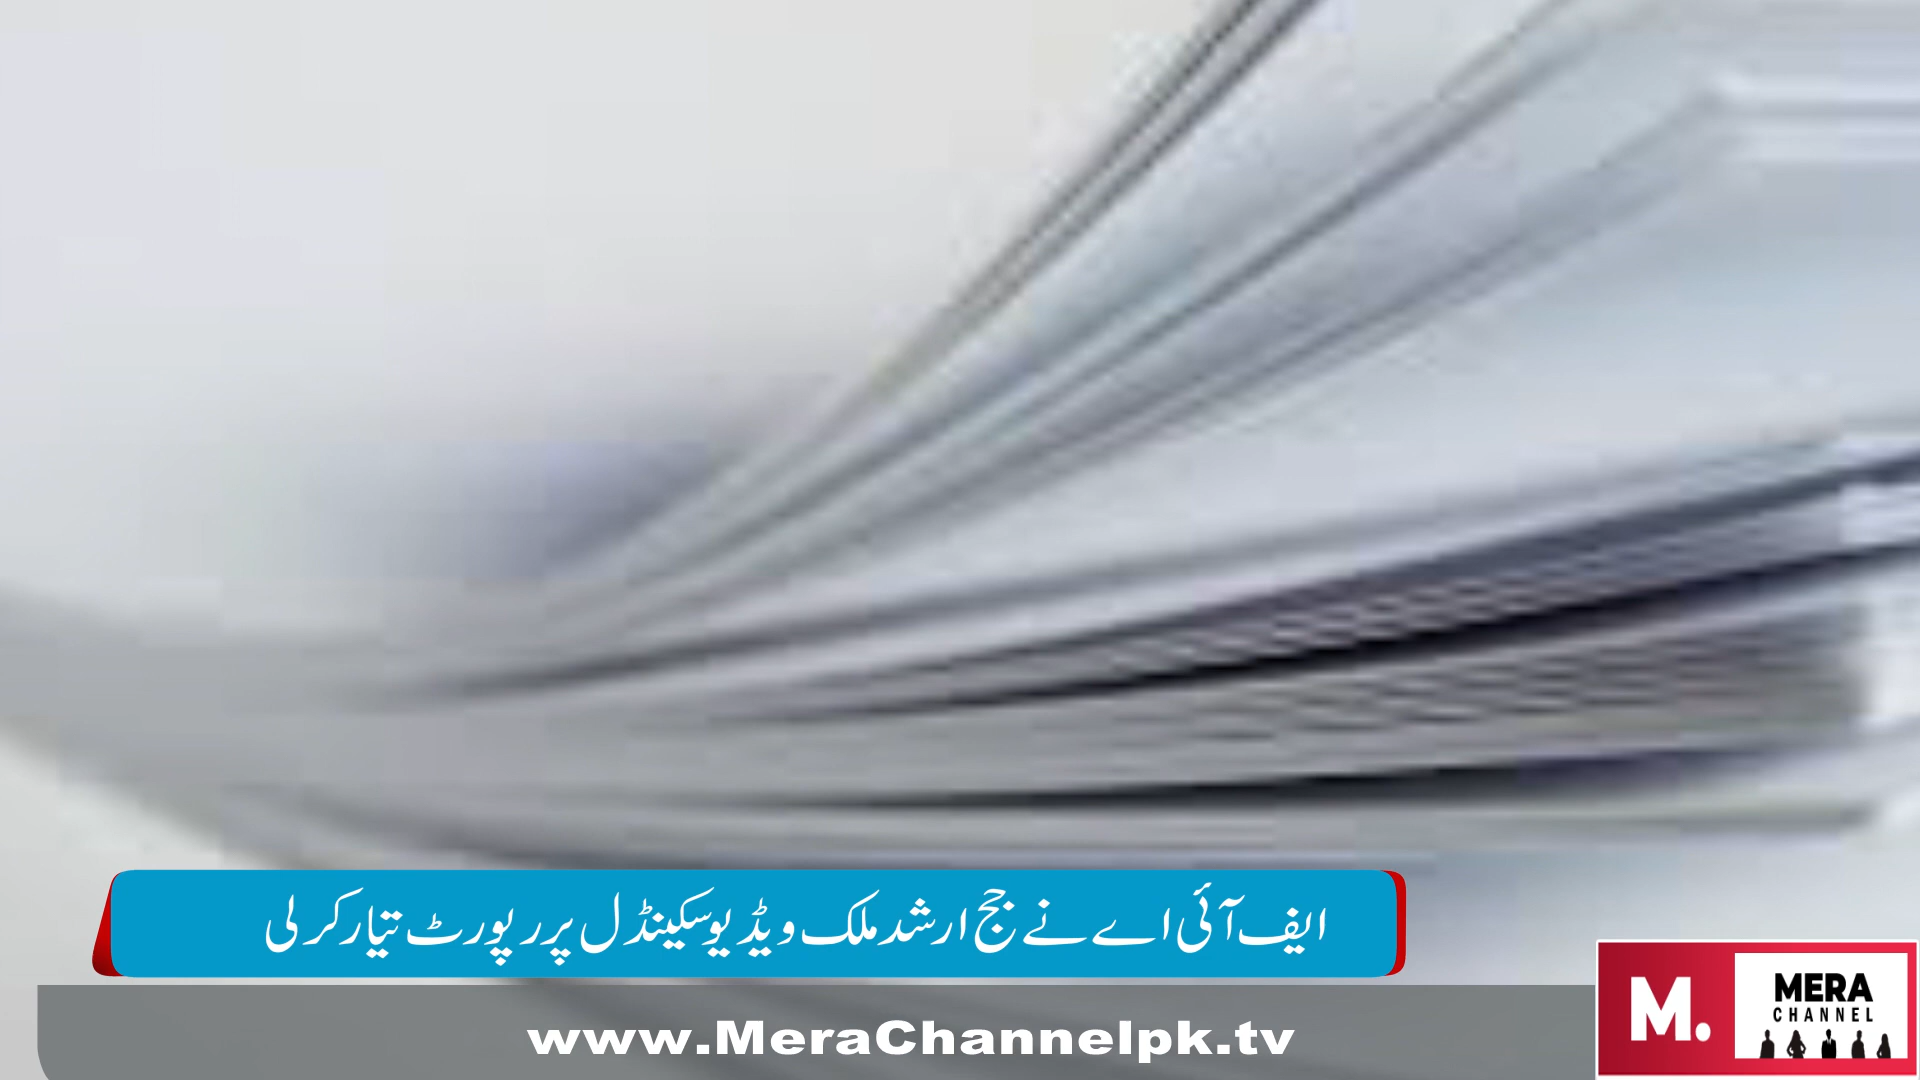 ایف آئی اے نے جج ارشد ملک ویڈیو سکینڈل پر رپورٹ تیار کر لی
www.MeraChannelpk.tv
M.
MERA
CHANNEL